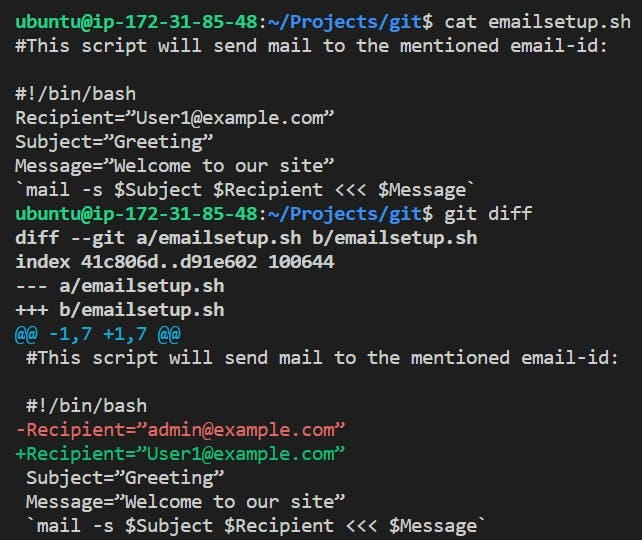 ubuntu@ip-172-31-85-48:~/Projects/git$ cat emailsetup.sh
#This script will send mail to the mentioned email-id:

#!/bin/bash
Recipient=”User1@example.com”
Subject=”Greeting”
Message=”Welcome to our site”
`mail -s $Subject $Recipient <<< $Message`
ubuntu@ip-172-31-85-48:~/Projects/git$ git diff
diff --git a/emailsetup.sh b/emailsetup.sh
index 41c806d..d91e602 100644
--- a/emailsetup.sh
+++ b/emailsetup.sh
@@ -1,7 +1,7 @@
 #This script will send mail to the mentioned email-id:

 #!/bin/bash
-Recipient=”admin@example.com”
+Recipient=”User1@example.com”
 Subject=”Greeting”
 Message=”Welcome to our site”
 `mail -s $Subject $Recipient <<< $Message`